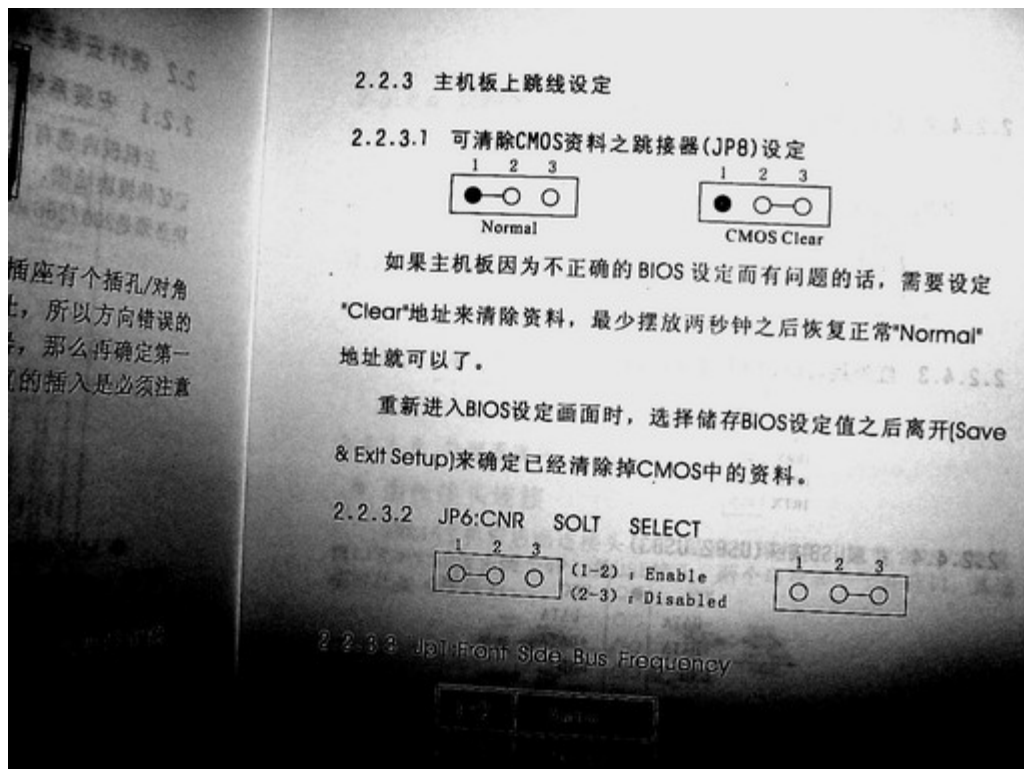 插座有个插孔/对角
所以方向错误的
那么再确定第一
的插入是必须注意
2.2.3 主机板上跳线设定
2.2.3.1 可清除CMOS资料之跳接器(JP8)设定
1 2 3
1 2 3
Normal
CMOS Clear
如果主机板因为不正确的 BIOS 设定而有问题的话，需要设定
"Clear"地址来清除资料，最少摆放两秒钟之后恢复正常"Normal"
地址就可以了。
重新进入BIOS设定画面时，选择储存BIOS设定值之后离开(Save
& Exit Setup)来确定已经清除掉CMOS中的资料。
2.2.3.2 JP6:CNR SOLT SELECT
1 2 3
(1-2) ; Enable
(2-3) ; Disabled
1 2 3
2.2.3.3 Jp1:Front Side Bus Frequency